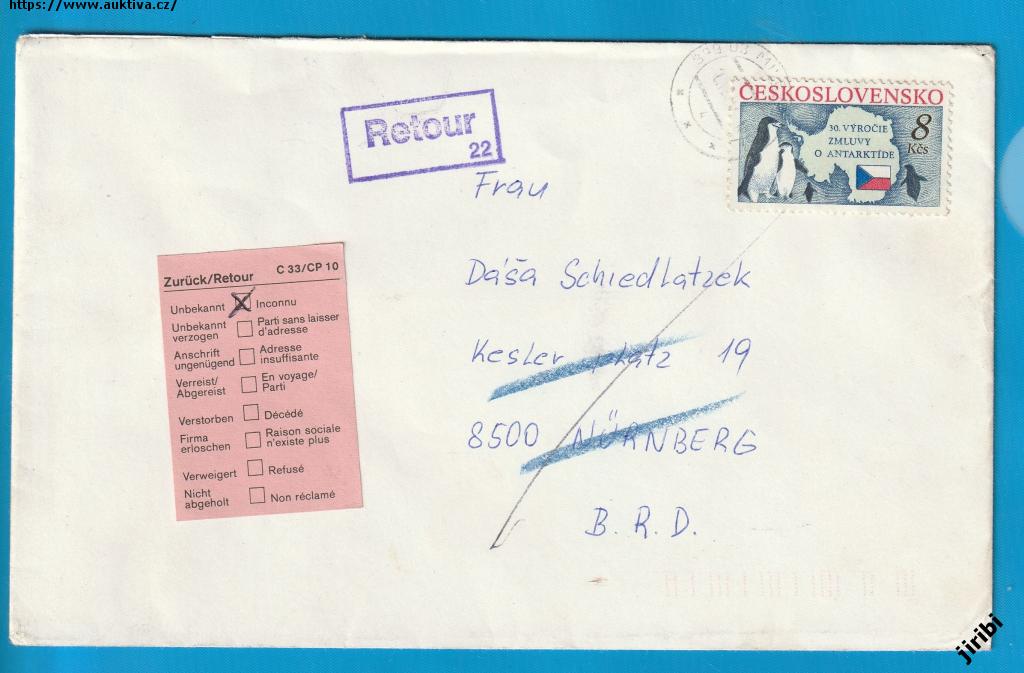 https://www.auktiva.cz/
Retour
22
ČESKOSLOVENSKO
30. VÝROČIE
ZMLUVY
O ANTARKTÍDE
8
Kčs
Frau
Dáša Schiedlatzek
Kesler platz 19
8500 NÜRNBERG
B. R. D.
Zurück/Retour C 33/CP 10
Unbekannt Inconnu
Unbekannt verzogen Parti sans laisser d'adresse
Anschrift ungenügend Adresse insuffisante
Verreist/ Abgereist En voyage/ Parti
Verstorben Décédé
Firma erloschen Raison sociale n'existe plus
Verweigert Refusé
Nicht abgeholt Non réclamé
jiribi